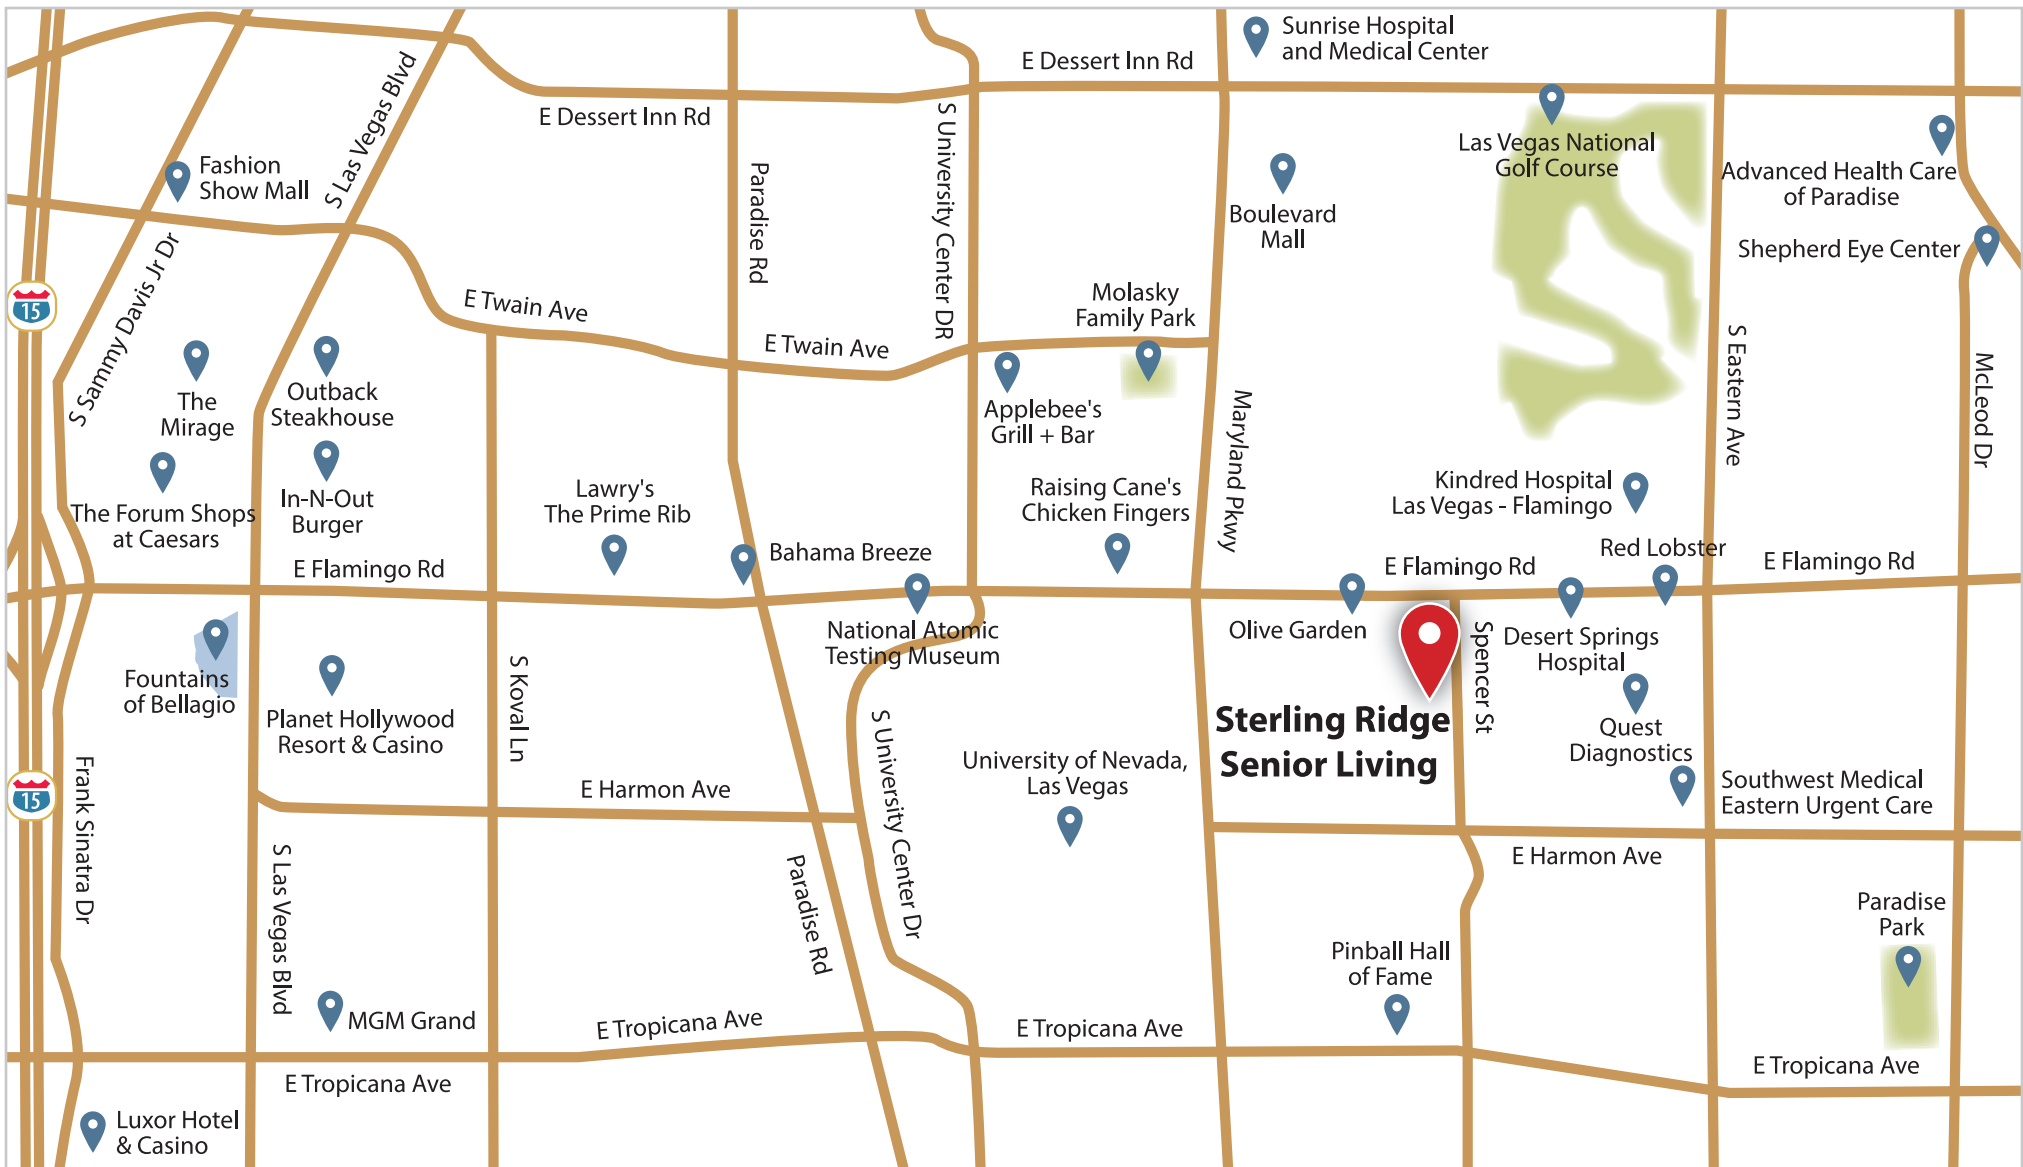 Sunrise Hospital
and Medical Center
E Dessert Inn Rd
E Dessert Inn Rd
S Las Vegas Blvd
S University Center DR
Las Vegas National
Golf Course
Advanced Health Care
of Paradise
Fashion
Show Mall
Paradise Rd
Boulevard
Mall
Shepherd Eye Center
S Sammy Davis Jr Dr
15
E Twain Ave
E Twain Ave
Molasky
Family Park
S Eastern Ave
McLeod Dr
The
Mirage
Outback
Steakhouse
Applebee's
Grill + Bar
Maryland Pkwy
The Forum Shops
at Caesars
In-N-Out
Burger
Lawry's
The Prime Rib
Raising Cane's
Chicken Fingers
Kindred Hospital
Las Vegas - Flamingo
Bahama Breeze
Red Lobster
E Flamingo Rd
E Flamingo Rd
E Flamingo Rd
National Atomic
Testing Museum
Olive Garden
Spencer St
Desert Springs
Hospital
Fountains
of Bellagio
Planet Hollywood
Resort & Casino
S Koval Ln
S University Center Dr
Sterling Ridge
Senior Living
Quest
Diagnostics
University of Nevada,
Las Vegas
15
Frank Sinatra Dr
E Harmon Ave
Southwest Medical
Eastern Urgent Care
E Harmon Ave
S Las Vegas Blvd
Paradise Rd
Paradise
Park
Pinball Hall
of Fame
MGM Grand
E Tropicana Ave
E Tropicana Ave
E Tropicana Ave
E Tropicana Ave
Luxor Hotel
& Casino